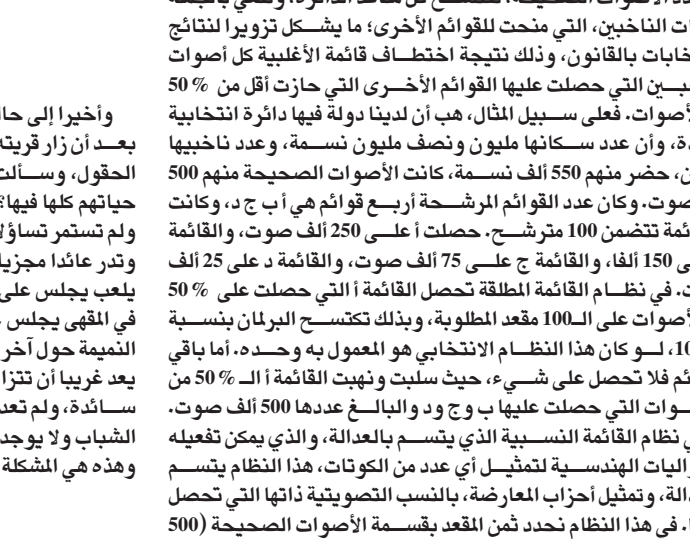 ات الناخبين، التي منحت للقوائم الأخرى؛ ما يشكل تزويرا لنتائج
خابات بالقانون، وذلك نتيجة اختطاف قائمة الأغلبية كل أصوات
بين التي حصلت عليها القوائم الأخرى التي حازت أقل من 50 %
أصوات. فعلى سبيل المثال، هب أن لدينا دولة فيها دائرة انتخابية
ة، وأن عدد سكانها مليون ونصف مليون نسمة، وعدد ناخبيها
ن، حضر منهم 550 ألف نسمة، كانت الأصوات الصحيحة منهم 500
صوت. وكان عدد القوائم المرشحة أربع قوائم هي أ ب ج د، وكانت
ئمة تتضمن 100 مترشح. حصلت أ على 250 ألف صوت، والقائمة
ى 150 ألفا، والقائمة ج على 75 ألف صوت، والقائمة د على 25 ألف
ت. في نظام القائمة المطلقة تحصل القائمة أ التي حصلت على 50 %
أصوات على الـ100 مقعد المطلوبة، وبذلك تكتسح البرلمان بنسبة
10، لو كان هذا النظام الانتخابي هو المعمول به وحده. أما باقي
ئم فلا تحصل على شيء، حيث سلبت ونهبت القائمة أ الـ 50 % من
وات التي حصلت عليها ب وج ود والبالغ عددها 500 ألف صوت.
ي نظام القائمة النسبية الذي يتسم بالعدالة، والذي يمكن تفعيله
واليات الهندسية لتمثيل أي عدد من الكوتات، هذا النظام يتسم
دالة، وتمثيل أحزاب المعارضة، بالنسب التصويتية ذاتها التي تحصل
ا. في هذا النظام نحدد ثمن المقعد بقسمة الأصوات الصحيحة (500
وأخيرا إلى حال
بعد أن زار قريته
الحقول، وسألت
حياتهم كلها فيها؟
ولم تستمر تساؤلا
وتدر عائدا مجزيا
يلعب يجلس على
في المقهى يجلس
النميمة حول آخر
يعد غريبا أن تتزا
سائدة، ولم تعد
الشباب ولا يوجد
وهذه هي المشكلة